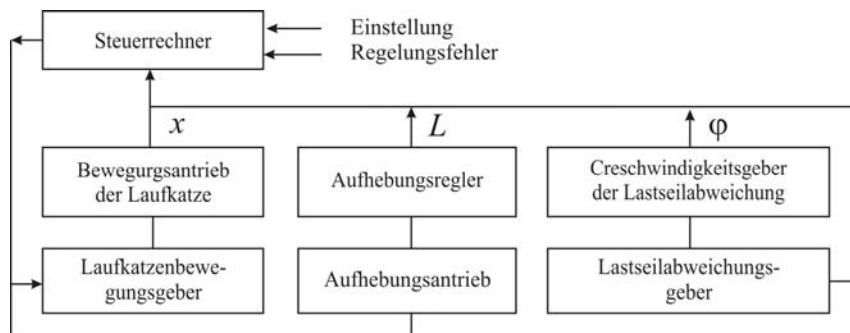 Steuerrechner
Einstellung
Regelungsfehler
x
L
φ
Bewegursantrieb
der Laufkatze
Aufhebungsregler
Creschwindigkeitsgeber
der Lastseilabweichung
Laufkatzenbewe-
gungsgeber
Aufhebungsantrieb
Lastseilabweichungs-
geber